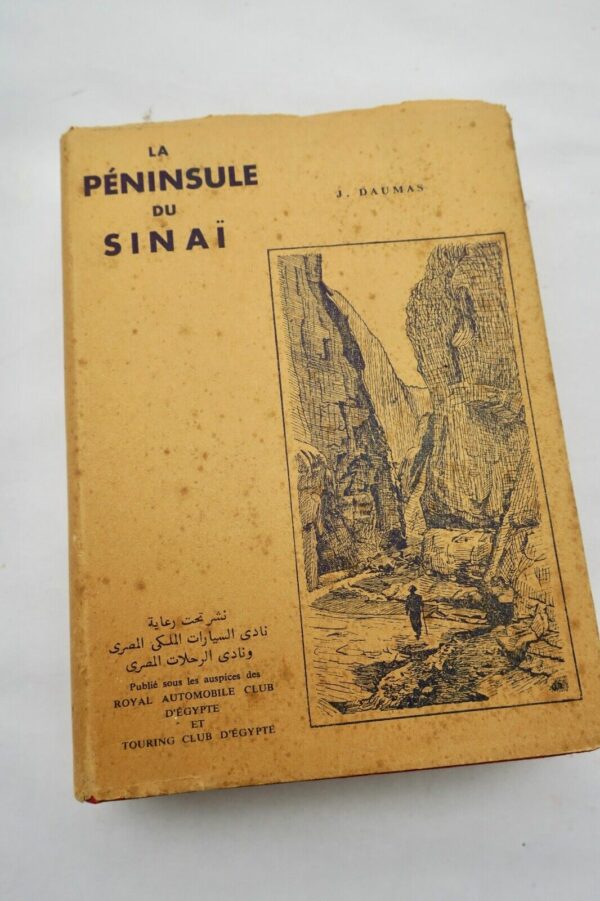 LA
PÉNINSULE
DU
SINAÏ
J. DAUMAS
نشر تحت رعاية
نادى السيارات الملكى المصرى
ونادى الرحلات المصرى
Publié sous les auspices des
ROYAL AUTOMOBILE CLUB
D'ÉGYPTE
ET
TOURING CLUB D'ÉGYPTE